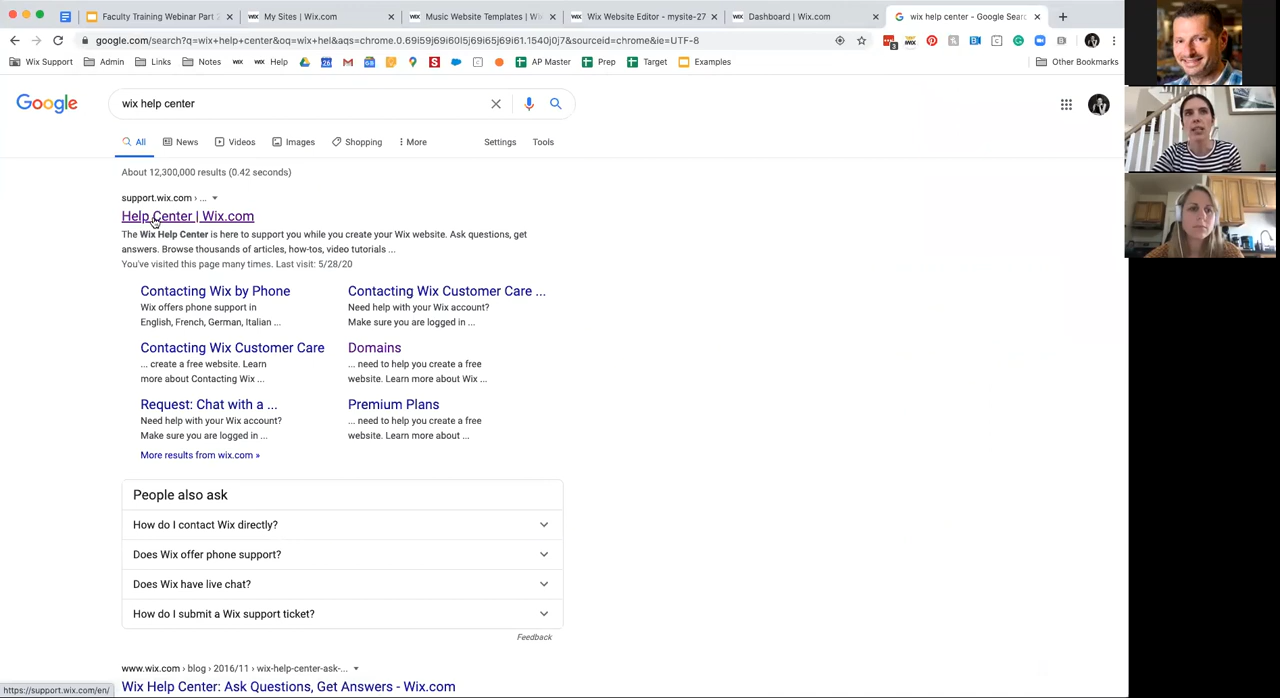 Faculty Training Webinar Part 2
My Sites | Wix.com
Music Website Templates | Wi
Wix Website Editor - mysite-27
Dashboard | Wix.com
wix help center - Google Sear
google.com/search?q=wix+help+center&oq=wix+hel&aqs=chrome.0.69i59j69i60l5j69i65j69i61.1540j0j7&sourceid=chrome&ie=UTF-8
Wix Support
Admin
Links
Notes
WIX
WIX Help
AP Master
Prep
Target
Examples
Other Bookmarks
Google
wix help center
All
News
Videos
Images
Shopping
More
Settings
Tools
About 12,300,000 results (0.42 seconds)
support.wix.com › ...
Help Center | Wix.com
The Wix Help Center is here to support you while you create your Wix website. Ask questions, get
answers. Browse thousands of articles, how-tos, video tutorials ...
You've visited this page many times. Last visit: 5/28/20
Contacting Wix by Phone
Wix offers phone support in
English, French, German, Italian ...
Contacting Wix Customer Care ...
Need help with your Wix account?
Make sure you are logged in ...
Contacting Wix Customer Care
... create a free website. Learn
more about Contacting Wix ...
Domains
... need to help you create a free
website. Learn more about Wix ...
Request: Chat with a ...
Need help with your Wix account?
Make sure you are logged in ...
Premium Plans
... need to help you create a free
website. Learn more about ...
More results from wix.com »
People also ask
How do I contact Wix directly?
Does Wix offer phone support?
Does Wix have live chat?
How do I submit a Wix support ticket?
Feedback
www.wix.com › blog › 2016/11 › wix-help-center-ask-...
Wix Help Center: Ask Questions, Get Answers - Wix.com
https://support.wix.com/en/